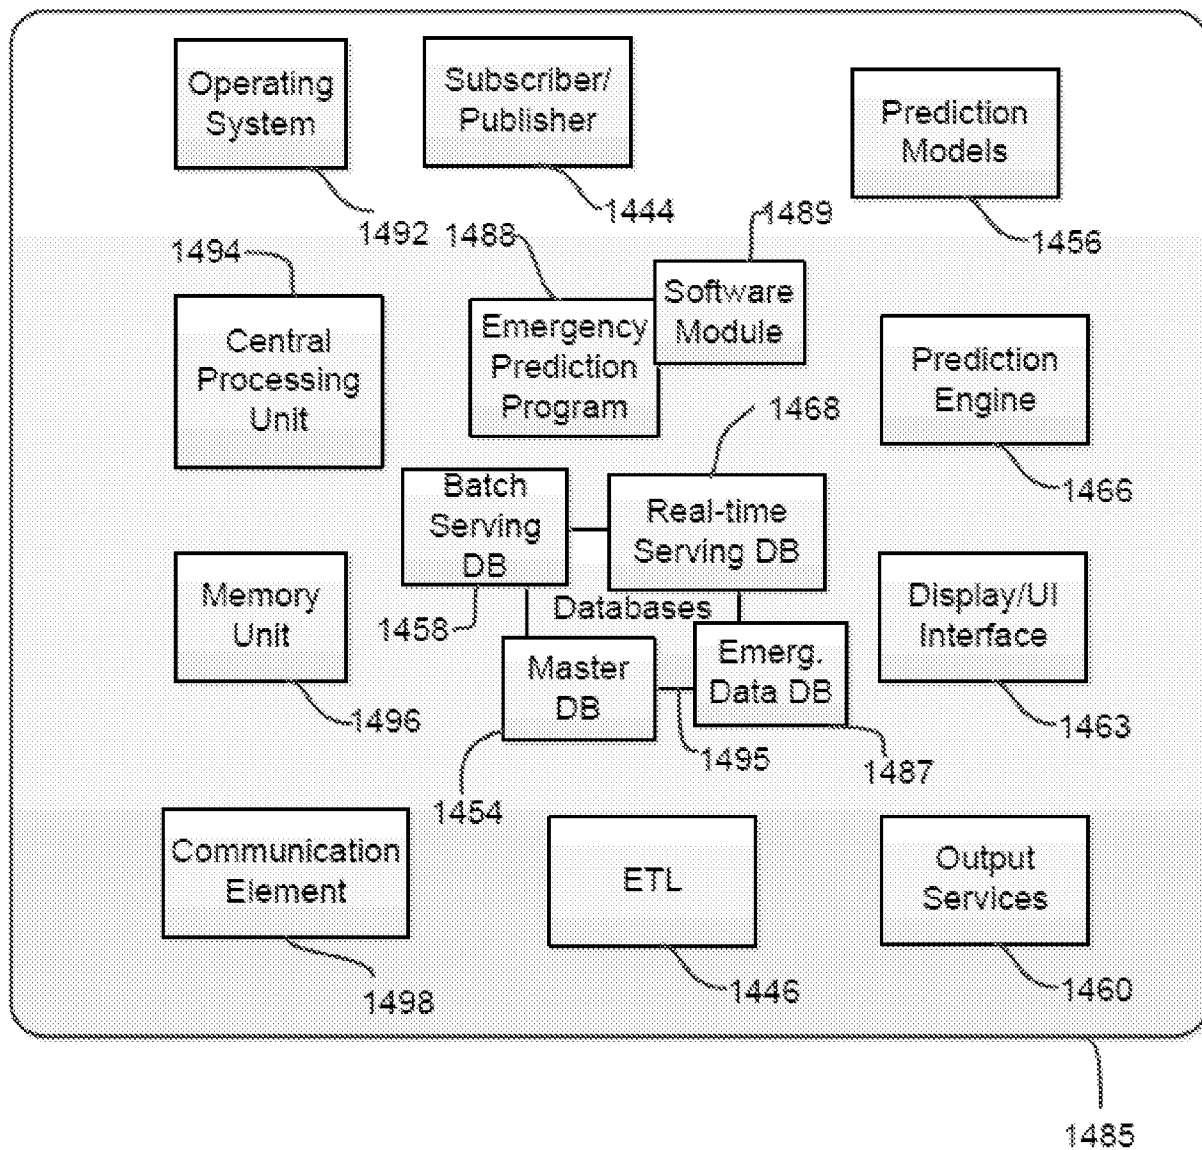 Operating
System
1492
Subscriber/
Publisher
1444
Prediction
Models
1456
1494
Central
Processing
Unit
1488
Emergency
Prediction
Program
1489
Software
Module
Prediction
Engine
1466
Batch
Serving
DB
1458
1468
Real-time
Serving DB
Databases
Memory
Unit
1496
Master
DB
1454
1495
Emerg.
Data DB
1487
Display/UI
Interface
1463
Communication
Element
1498
ETL
1446
Output
Services
1460
1485